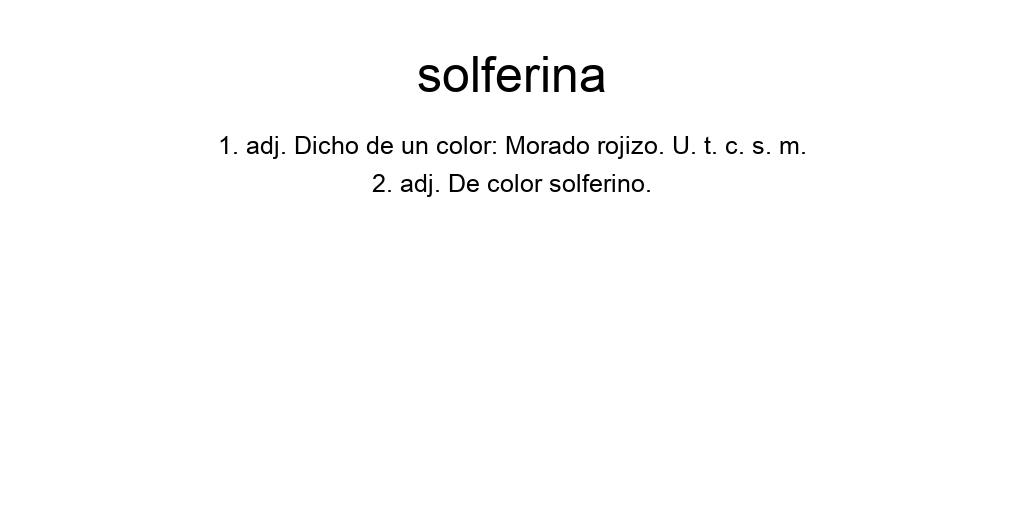 solferina
1. adj. Dicho de un color: Morado rojizo. U. t. c. s. m.
2. adj. De color solferino.